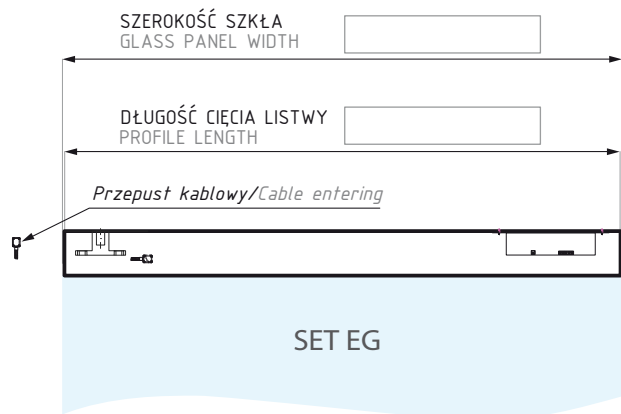 SZEROKOŚĆ SZKŁA
GLASS PANEL WIDTH
DŁUGOŚĆ CIĘCIA LISTWY
PROFILE LENGTH
Przepust kablowy/Cable entering
SET EG